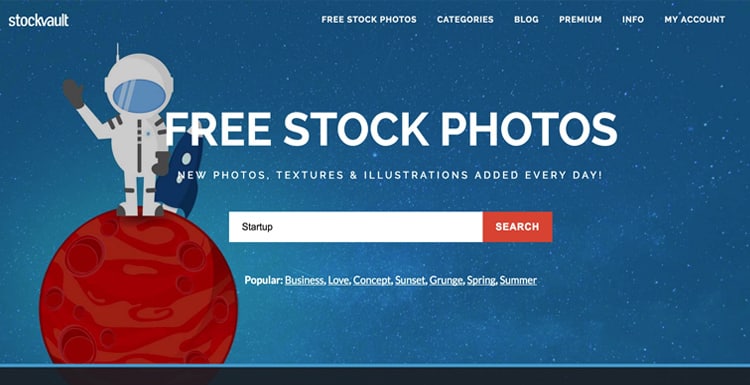 stockvault
FREE STOCK PHOTOS CATEGORIES BLOG PREMIUM INFO MY ACCOUNT
FREE STOCK PHOTOS
NEW PHOTOS, TEXTURES & ILLUSTRATIONS ADDED EVERY DAY!
Startup SEARCH
Popular: Business, Love, Concept, Sunset, Grunge, Spring, Summer